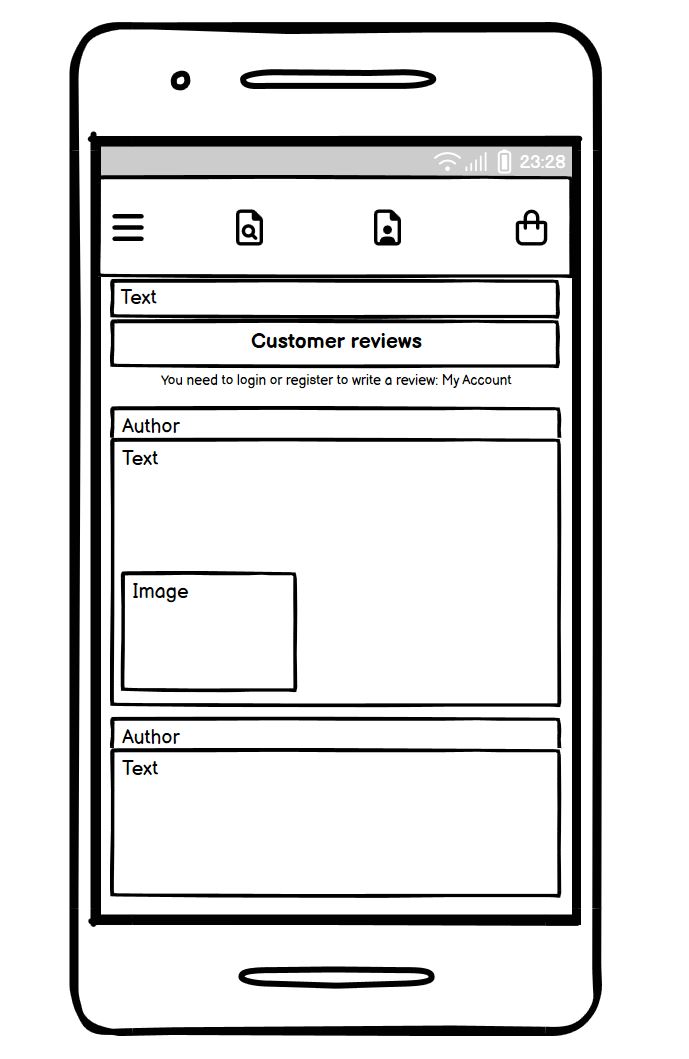 23:28
Text
Customer reviews
You need to login or register to write a review: My Account
Author
Text
Image
Author
Text